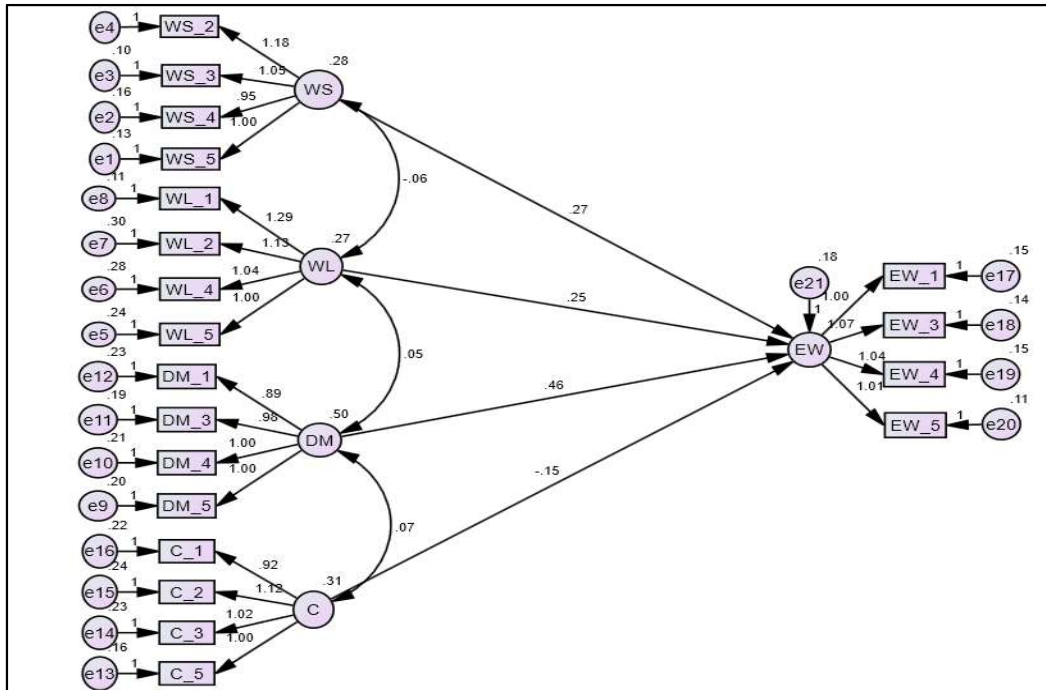 e4 1 WS_2
1.18
.28
.10
e3 1 WS_3
1.05
WS
.16
e2 1 WS_4
.95
.13
1.00
e1 1 WS_5
.11
e8 1 WL_1
-.06
.30
1.29
.27
e7 1 WL_2
1.13
.27
WL
.28
e6 1 WL_4
1.04
.24
1.00
e5 1 WL_5
.25
.18
e21
1
.15
EW_1 1 e17
1.00
.14
EW_3 1 e18
1.07
EW
.15
EW_4 1 e19
1.04
.11
EW_5 1 e20
1.01
.23
e12 1 DM_1
.05
.19
.89
.50
.46
e11 1 DM_3
.98
DM
.21
e10 1 DM_4
1.00
.20
1.00
e9 1 DM_5
-.15
.22
.07
e16 1 C_1
.92
.31
.24
e15 1 C_2
1.12
C
.23
e14 1 C_3
1.02
.16
1.00
e13 1 C_5